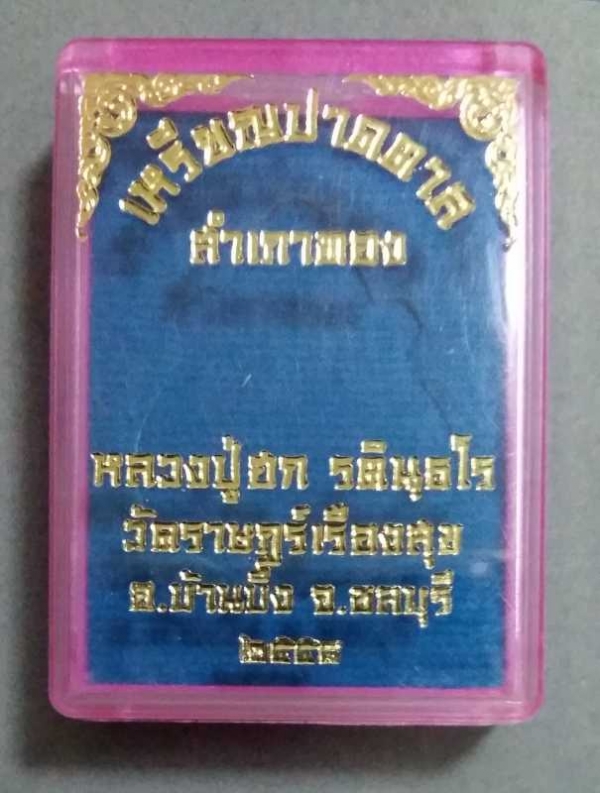 เหรียญปาดตาล
สำเภาทอง
หลวงปู่ฮก รตินฺธโร
วัดราษฎร์เรืองสุข
อ.บ้านบึ้ง จ.ชลบุรี
๒๕๕๘